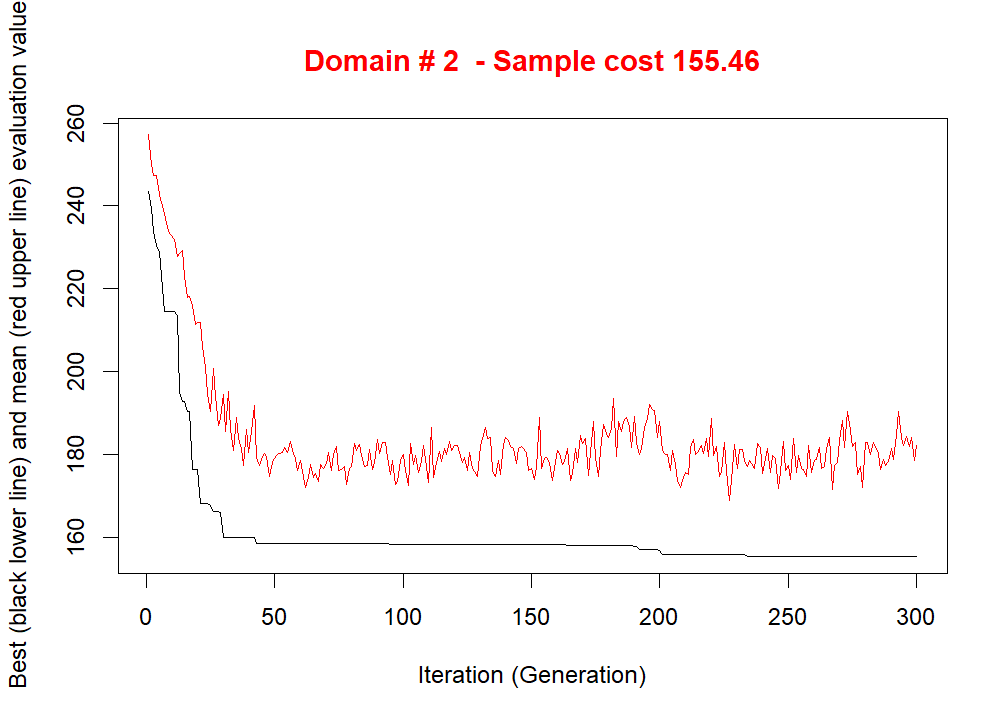 Domain # 2  - Sample cost 155.46
Best (black lower line) and mean (red upper line) evaluation value
260
240
220
200
180
160
0 50 100 150 200 250 300
Iteration (Generation)